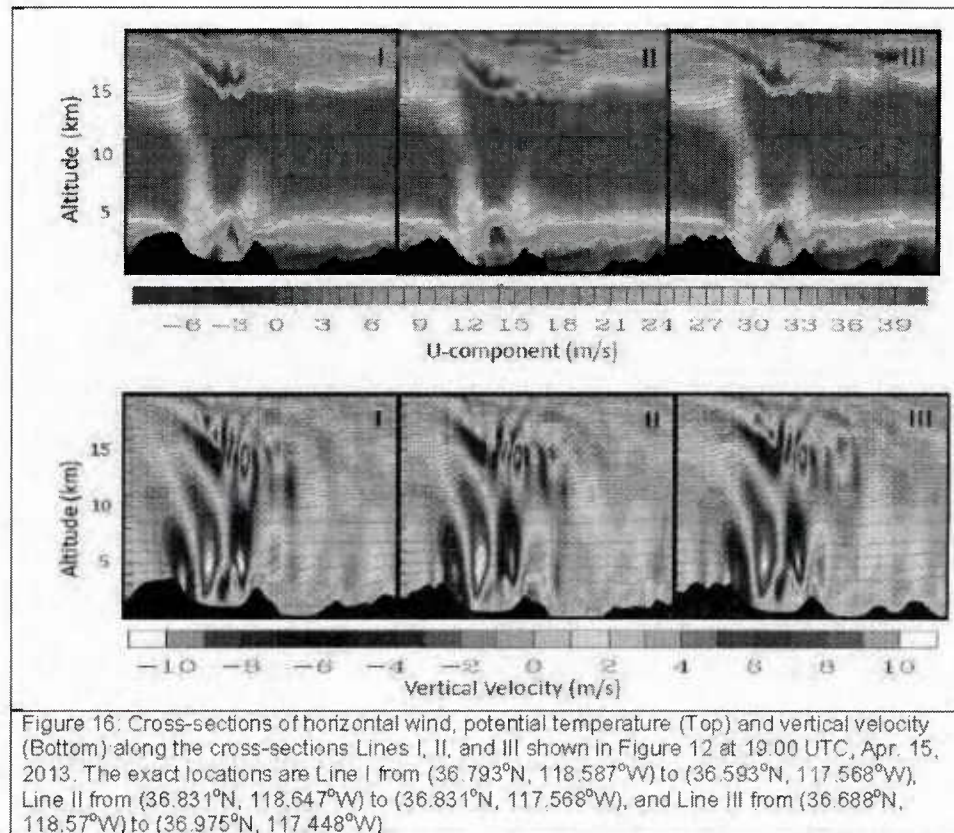 I
II
III
15
10
5
Altitude (km)
-6 -3 0 3 6 9 12 15 18 21 24 27 30 33 36 39
U-component (m/s)
I
II
III
15
10
5
Altitude (km)
-10 -8 -6 -4 -2 0 2 4 6 8 10
Vertical Velocity (m/s)
Figure 16: Cross-sections of horizontal wind, potential temperature (Top) and vertical velocity
(Bottom) along the cross-sections Lines I, II, and III shown in Figure 12 at 19:00 UTC, Apr. 15,
2013. The exact locations are Line I from (36.793°N, 118.587°W) to (36.593°N, 117.568°W),
Line II from (36.831°N, 118.647°W) to (36.831°N, 117.568°W), and Line III from (36.688°N,
118.57°W) to (36.975°N, 117.448°W)